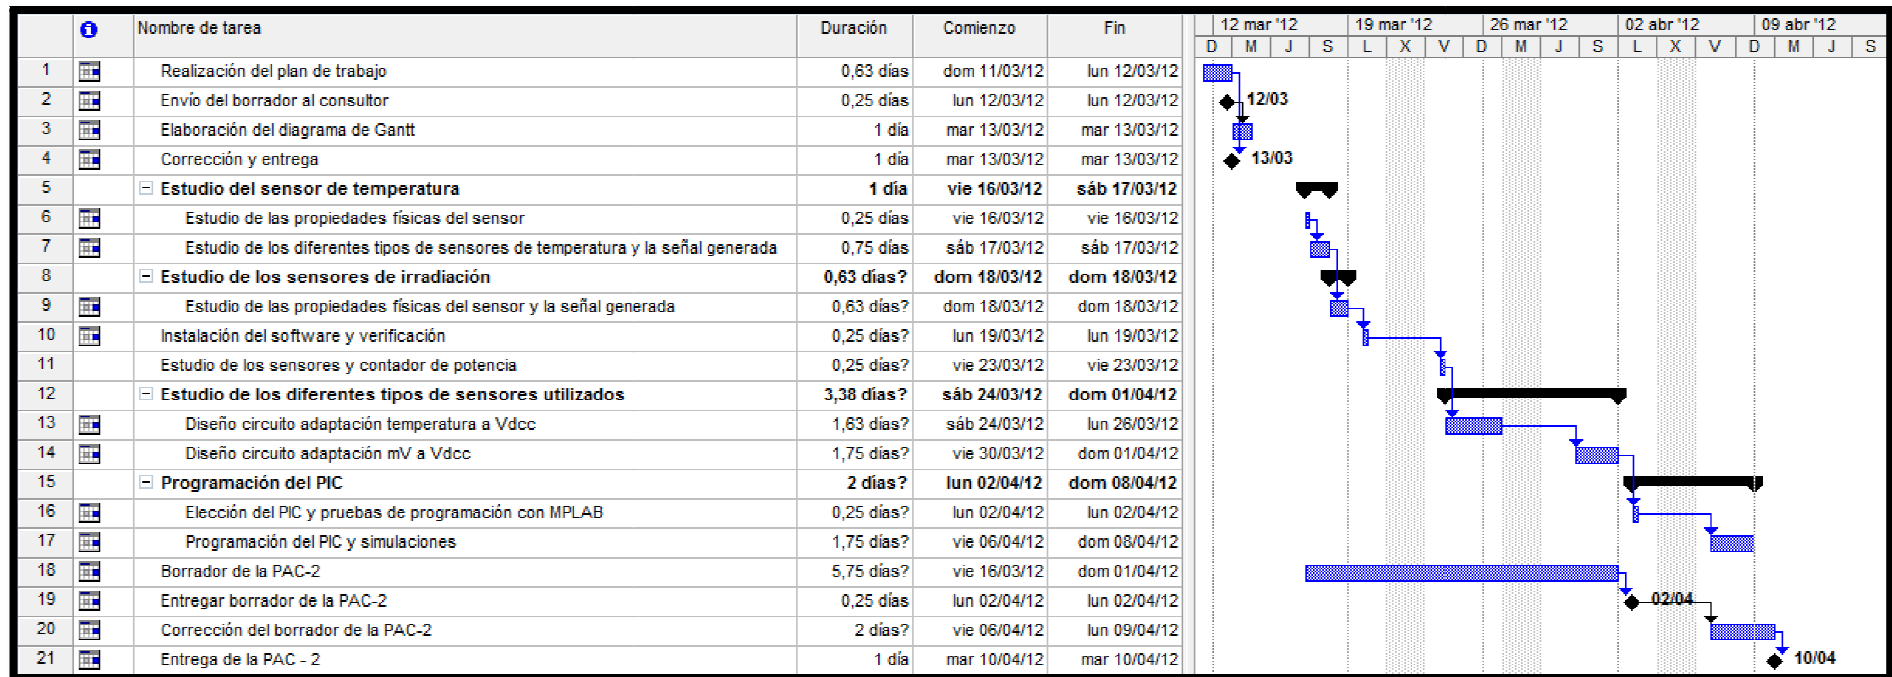 Nombre de tarea Duración Comienzo Fin 12 mar '12 19 mar '12 26 mar '12 02 abr '12 09 abr '12
D M J S L X V D M J S L X V D M J S
1 Realización del plan de trabajo 0,63 días dom 11/03/12 lun 12/03/12
2 Envío del borrador al consultor 0,25 días lun 12/03/12 lun 12/03/12 12/03
3 Elaboración del diagrama de Gantt 1 día mar 13/03/12 mar 13/03/12
4 Corrección y entrega 1 día mar 13/03/12 mar 13/03/12 13/03
5 Estudio del sensor de temperatura 1 día vie 16/03/12 sáb 17/03/12
6 Estudio de las propiedades físicas del sensor 0,25 días vie 16/03/12 vie 16/03/12
7 Estudio de los diferentes tipos de sensores de temperatura y la señal generada 0,75 días sáb 17/03/12 sáb 17/03/12
8 Estudio de los sensores de irradiación 0,63 días? dom 18/03/12 dom 18/03/12
9 Estudio de las propiedades físicas del sensor y la señal generada 0,63 días? dom 18/03/12 dom 18/03/12
10 Instalación del software y verificación 0,25 días? lun 19/03/12 lun 19/03/12
11 Estudio de los sensores y contador de potencia 0,25 días? vie 23/03/12 vie 23/03/12
12 Estudio de los diferentes tipos de sensores utilizados 3,38 días? sáb 24/03/12 dom 01/04/12
13 Diseño circuito adaptación temperatura a Vdcc 1,63 días? sáb 24/03/12 lun 26/03/12
14 Diseño circuito adaptación mV a Vdcc 1,75 días? vie 30/03/12 dom 01/04/12
15 Programación del PIC 2 días? lun 02/04/12 dom 08/04/12
16 Elección del PIC y pruebas de programación con MPLAB 0,25 días? lun 02/04/12 lun 02/04/12
17 Programación del PIC y simulaciones 1,75 días? vie 06/04/12 dom 08/04/12
18 Borrador de la PAC-2 5,75 días? vie 16/03/12 dom 01/04/12
19 Entregar borrador de la PAC-2 0,25 días lun 02/04/12 lun 02/04/12 02/04
20 Corrección del borrador de la PAC-2 2 días? vie 06/04/12 lun 09/04/12
21 Entrega de la PAC - 2 1 día mar 10/04/12 mar 10/04/12 10/04